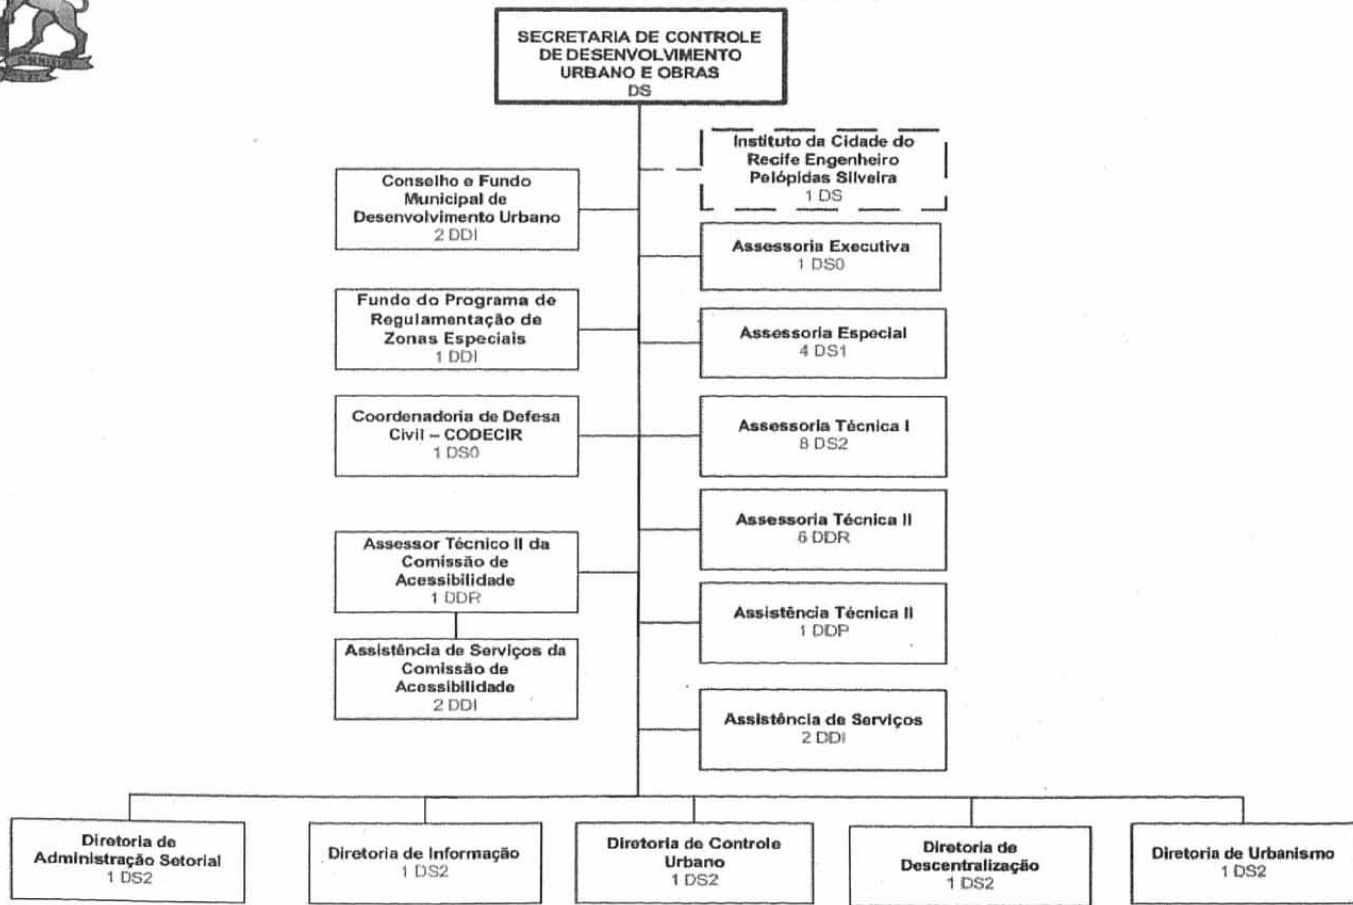 SECRETARIA DE CONTROLE
DE DESENVOLVIMENTO
URBANO E OBRAS
DS
Instituto da Cidade do
Recife Engenheiro
Pelópidas Silveira
1 DS
Conselho e Fundo
Municipal de
Desenvolvimento Urbano
2 DDI
Assessoria Executiva
1 DS0
Fundo do Programa de
Regulamentação de
Zonas Especiais
1 DDI
Assessoria Especial
4 DS1
Coordenadoria de Defesa
Civil – CODECIR
1 DS0
Assessoria Técnica I
8 DS2
Assessoria Técnica II
6 DDR
Assessor Técnico II da
Comissão de
Acessibilidade
1 DDR
Assistência Técnica II
1 DDP
Assistência de Serviços da
Comissão de
Acessibilidade
2 DDI
Assistência de Serviços
2 DDI
Diretoria de
Administração Setorial
1 DS2
Diretoria de Informação
1 DS2
Diretoria de Controle
Urbano
1 DS2
Diretoria de
Descentralização
1 DS2
Diretoria de Urbanismo
1 DS2